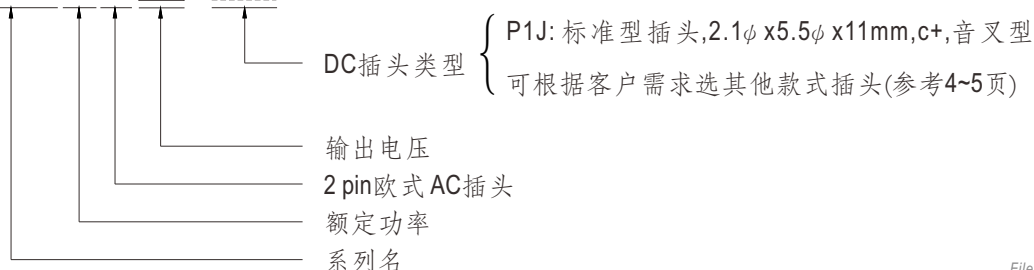 P1J: 标准型插头,2.1φ x5.5φ x11mm,c+,音叉型
DC插头类型
可根据客户需求选其他款式插头(参考4~5页)
输出电压
2 pin欧式 AC插头
额定功率
系列名
File